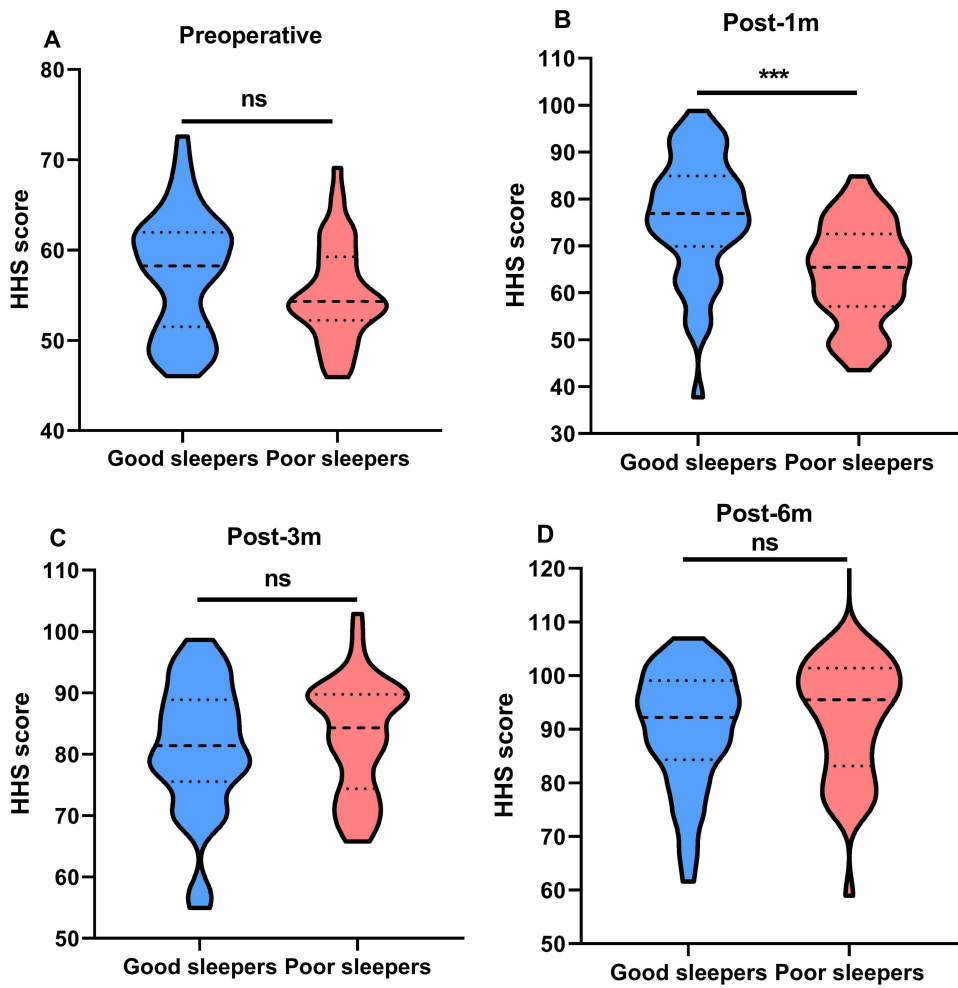 A
Preoperative
HHS score
80
70
60
50
40
ns
Good sleepers Poor sleepers
B
Post-1m
HHS score
110
100
90
80
70
60
50
40
30
***
Good sleepers Poor sleepers
C
Post-3m
HHS score
110
100
90
80
70
60
50
ns
Good sleepers Poor sleepers
D
Post-6m
HHS score
120
110
100
90
80
70
60
50
ns
Good sleepers Poor sleepers